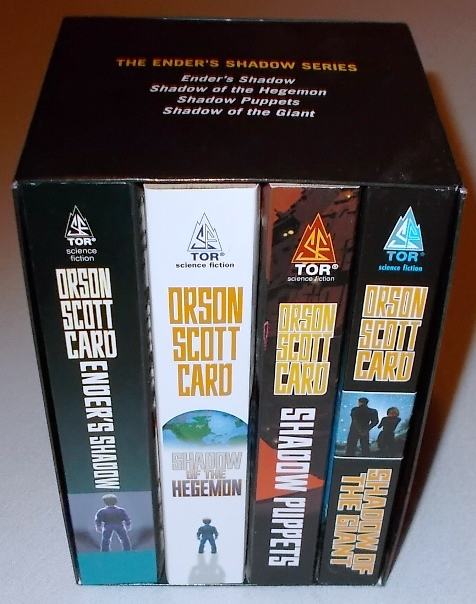 THE ENDER'S SHADOW SERIES
Ender's Shadow
Shadow of the Hegemon
Shadow Puppets
Shadow of the Giant
TOR®
science
fiction
ORSON
SCOTT
CARD
ENDER'S SHADOW
TOR®
science fiction
ORSON
SCOTT
CARD
SHADOW
OF THE
HEGEMON
TOR®
science fiction
ORSON
SCOTT
CARD
SHADOW PUPPETS
TOR®
science fiction
ORSON
SCOTT
CARD
SHADOW OF
THE GIANT